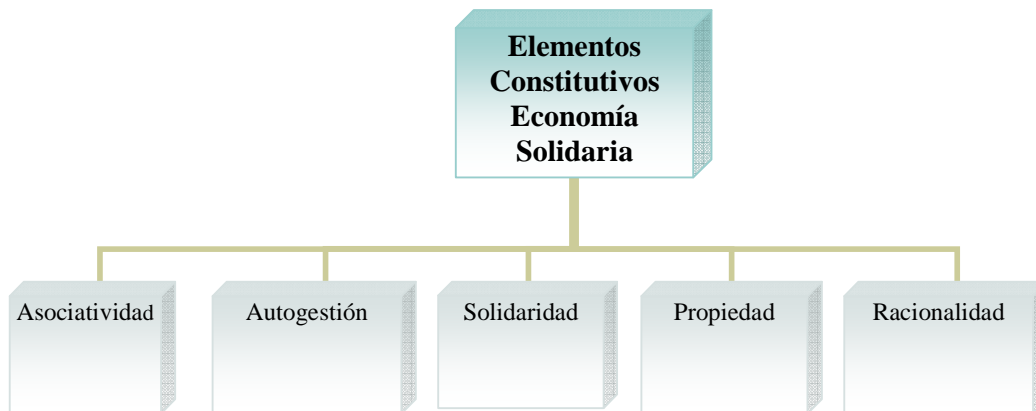 Elementos
Constitutivos
Economía
Solidaria
Asociatividad
Autogestión
Solidaridad
Propiedad
Racionalidad